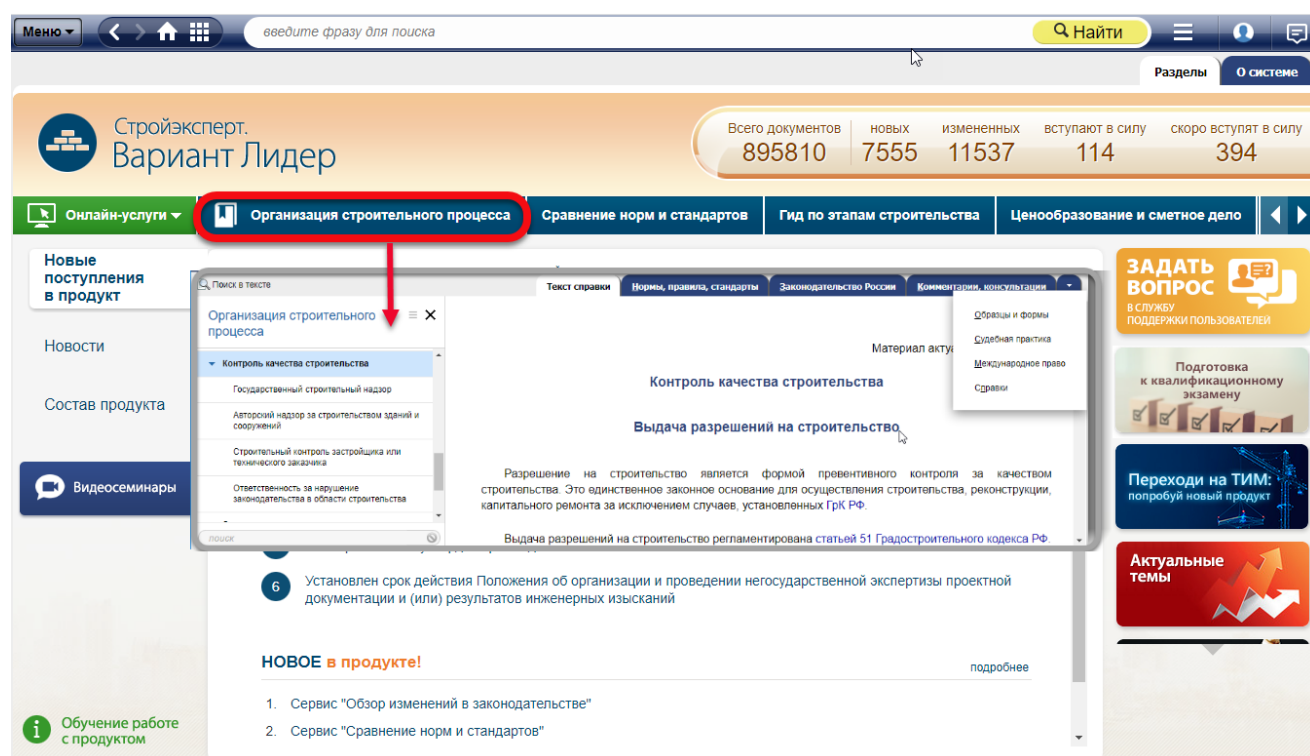 Меню
введите фразу для поиска
Найти
Разделы
О системе
Стройэксперт.
Вариант Лидер
Всего документов
895810
новых
7555
измененных
11537
вступают в силу
114
скоро вступят в силу
394
Онлайн-услуги
Организация строительного процесса
Сравнение норм и стандартов
Гид по этапам строительства
Ценообразование и сметное дело
Новые
поступления
в продукт
Новости
Состав продукта
Видеосеминары
Обучение работе
с продуктом
Поиск в тексте
Текст справки
Нормы, правила, стандарты
Законодательство России
Комментарии, консультации
Образцы и формы
Судебная практика
Международное право
Справки
Организация строительного
процесса
Контроль качества строительства
Государственный строительный надзор
Авторский надзор за строительством зданий и
сооружений
Строительный контроль застройщика или
технического заказчика
Ответственность за нарушение
законодательства в области строительства
поиск
Материал акту
Контроль качества строительства
Выдача разрешений на строительство
Разрешение на строительство является формой превентивного контроля за качеством
строительства. Это единственное законное основание для осуществления строительства, реконструкции,
капитального ремонта за исключением случаев, установленных ГрК РФ.
Выдача разрешений на строительство регламентирована статьей 51 Градостроительного кодекса РФ.
6
Установлен срок действия Положения об организации и проведении негосударственной экспертизы проектной
документации и (или) результатов инженерных изысканий
НОВОЕ в продукте!
подробнее
1. Сервис "Обзор изменений в законодательстве"
2. Сервис "Сравнение норм и стандартов"
ЗАДАТЬ
ВОПРОС
В СЛУЖБУ
ПОДДЕРЖКИ ПОЛЬЗОВАТЕЛЕЙ
Подготовка
к квалификационному
экзамену
Переходи на ТИМ:
попробуй новый продукт
Актуальные
темы